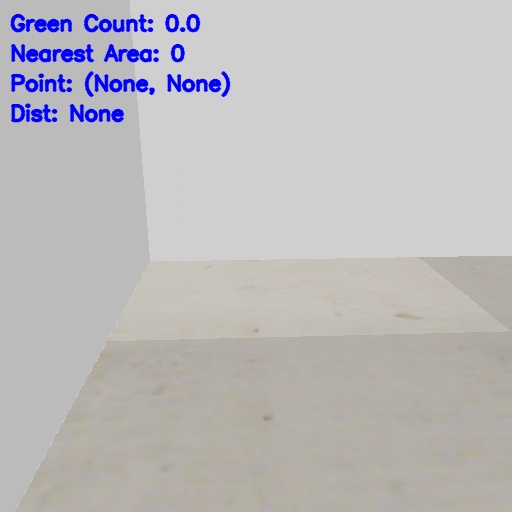 Green Count: 0.0
Nearest Area: 0
Point: (None, None)
Dist: None